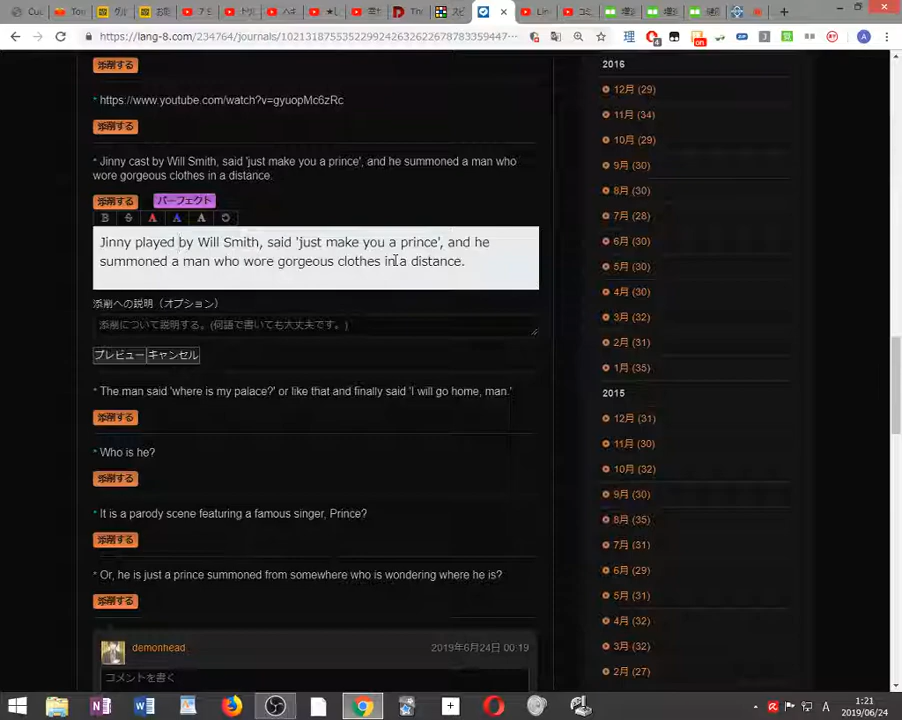 Cuc
Tou
グル
お彫
https://www.lang-8.com/234764/journals/102131875535229924263262267878335944​7…
理
on
J
2016
添削する
* https://www.youtube.com/watch?v=gyuopMc6zRc
添削する
* Jinny cast by Will Smith, said 'just make you a prince', and he summoned a man who
wore gorgeous clothes in a distance.
添削する パーフェクト
B S A A A
Jinny played by Will Smith, said 'just make you a prince', and he
summoned a man who wore gorgeous clothes in a distance.
添削への説明（オプション）
添削について説明する。(何語で書いても大丈夫です。)
プレビュー キャンセル
* The man said 'where is my palace?' or like that and finally said 'I will go home, man.'
添削する
* Who is he?
添削する
* It is a parody scene featuring a famous singer, Prince?
添削する
* Or, he is just a prince summoned from somewhere who is wondering where he is?
添削する
demonhead
2019年6月24日 00:19
コメントを書く
12月 (29)
11月 (34)
10月 (29)
9月 (30)
8月 (30)
7月 (28)
6月 (30)
5月 (30)
4月 (30)
3月 (32)
2月 (31)
1月 (35)
2015
12月 (31)
11月 (30)
10月 (32)
9月 (30)
8月 (35)
7月 (31)
6月 (29)
5月 (31)
4月 (32)
3月 (32)
2月 (27)
A
1:21
2019/06/24